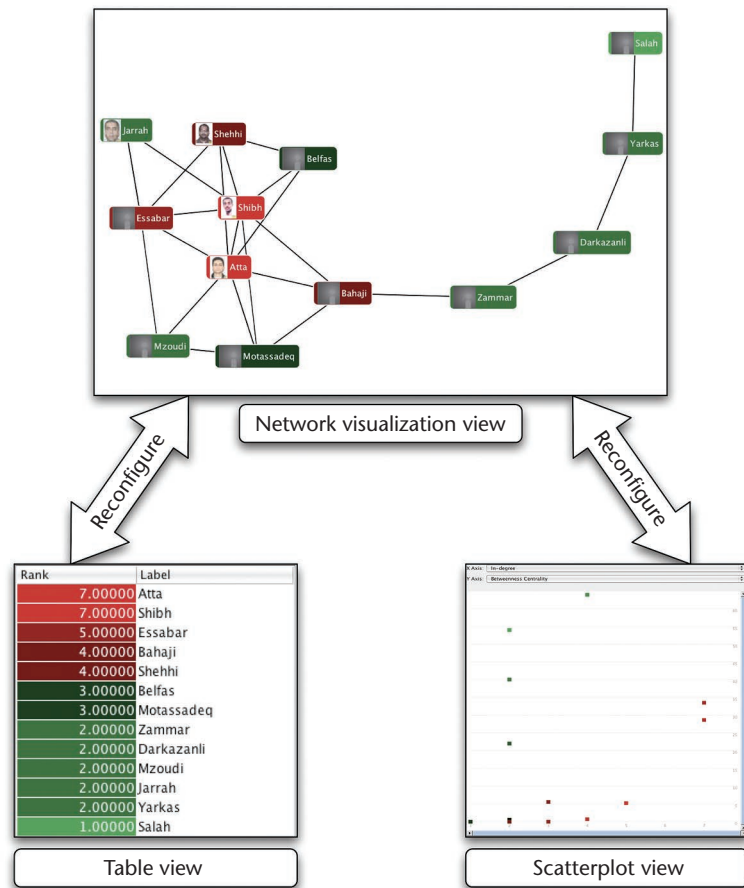 Salah
Jarrah
Shehhi
Yarkas
Belfas
Shibh
Essabar
Darkazanli
Atta
Bahaji
Zammar
Mzoudi
Motassadeq
Network visualization view
Reconfigure
Reconfigure
Rank Label
7.00000 Atta
7.00000 Shibh
5.00000 Essabar
4.00000 Bahaji
4.00000 Shehhi
3.00000 Belfas
3.00000 Motassadeq
2.00000 Zammar
2.00000 Darkazanli
2.00000 Mzoudi
2.00000 Jarrah
2.00000 Yarkas
1.00000 Salah
Table view
X Axis: In-degree
Y Axis: Betweenness Centrality
Scatterplot view